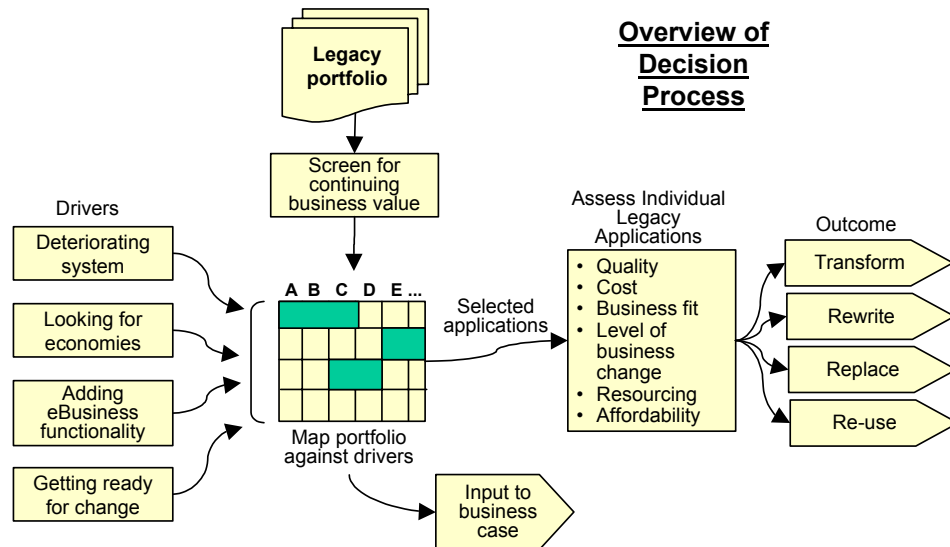 Overview of
Decision
Process
Legacy
portfolio
Screen for
continuing
business value
Drivers
Deteriorating
system
Looking for
economies
Adding
eBusiness
functionality
Getting ready
for change
A B C D E ...
Map portfolio
against drivers
Selected
applications
Input to
business
case
Assess Individual
Legacy
Applications
• Quality
• Cost
• Business fit
• Level of
business
change
• Resourcing
• Affordability
Outcome
Transform
Rewrite
Replace
Re-use